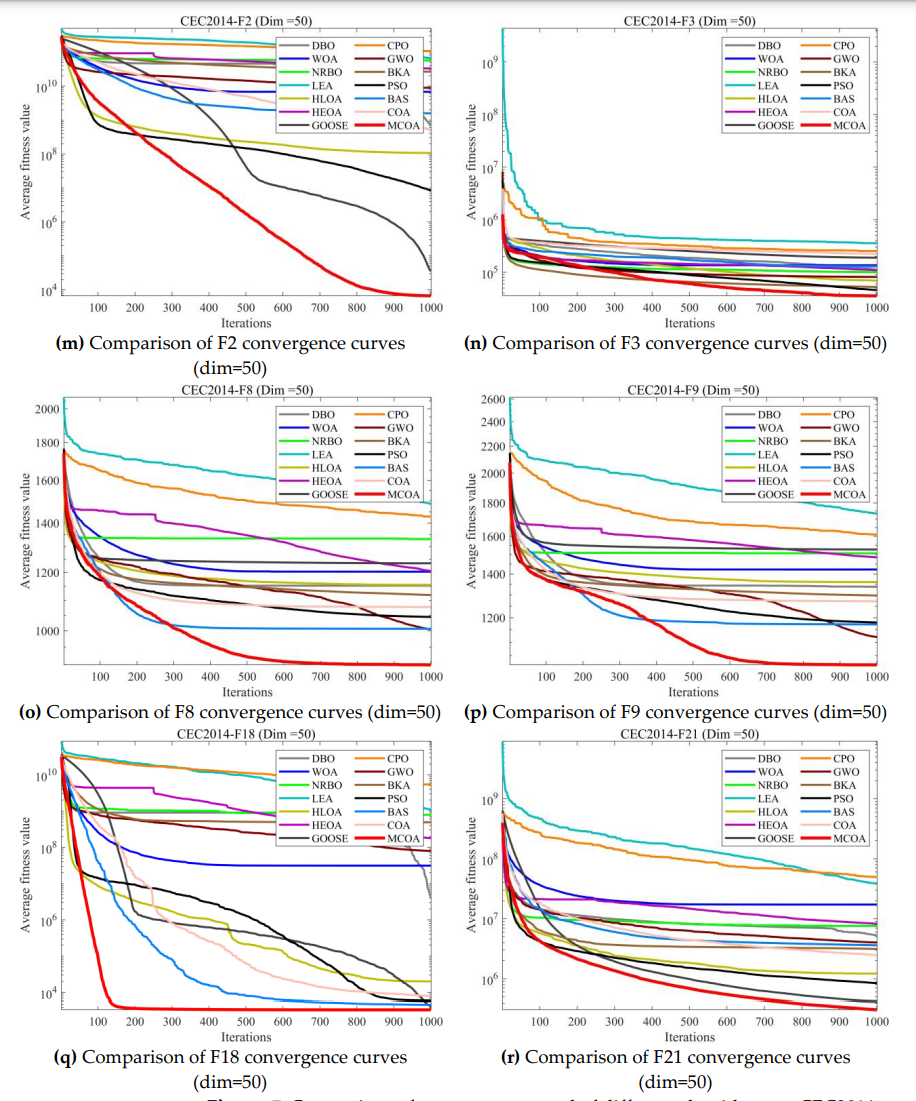 CEC2014-F2 (Dim =50)
Average fitness value
10^10
10^8
10^6
10^4
DBO CPO
WOA GWO
NRBO BKA
LEA PSO
HLOA BAS
HEOA COA
GOOSE MCOA
100 200 300 400 500 600 700 800 900 1000
Iterations
(m) Comparison of F2 convergence curves
(dim=50)
CEC2014-F3 (Dim =50)
Average fitness value
10^9
10^8
10^7
10^6
10^5
DBO CPO
WOA GWO
NRBO BKA
LEA PSO
HLOA BAS
HEOA COA
GOOSE MCOA
100 200 300 400 500 600 700 800 900 1000
Iterations
(n) Comparison of F3 convergence curves (dim=50)
CEC2014-F8 (Dim =50)
Average fitness value
2000
1800
1600
1400
1200
1000
DBO CPO
WOA GWO
NRBO BKA
LEA PSO
HLOA BAS
HEOA COA
GOOSE MCOA
100 200 300 400 500 600 700 800 900 1000
Iterations
(o) Comparison of F8 convergence curves (dim=50)
CEC2014-F9 (Dim =50)
Average fitness value
2600
2400
2200
2000
1800
1600
1400
1200
DBO CPO
WOA GWO
NRBO BKA
LEA PSO
HLOA BAS
HEOA COA
GOOSE MCOA
100 200 300 400 500 600 700 800 900 1000
Iterations
(p) Comparison of F9 convergence curves (dim=50)
CEC2014-F18 (Dim =50)
Average fitness value
10^10
10^8
10^6
10^4
DBO CPO
WOA GWO
NRBO BKA
LEA PSO
HLOA BAS
HEOA COA
GOOSE MCOA
100 200 300 400 500 600 700 800 900 1000
Iterations
(q) Comparison of F18 convergence curves
(dim=50)
CEC2014-F21 (Dim =50)
Average fitness value
10^9
10^8
10^7
10^6
DBO CPO
WOA GWO
NRBO BKA
LEA PSO
HLOA BAS
HEOA COA
GOOSE MCOA
100 200 300 400 500 600 700 800 900 1000
Iterations
(r) Comparison of F21 convergence curves
(dim=50)